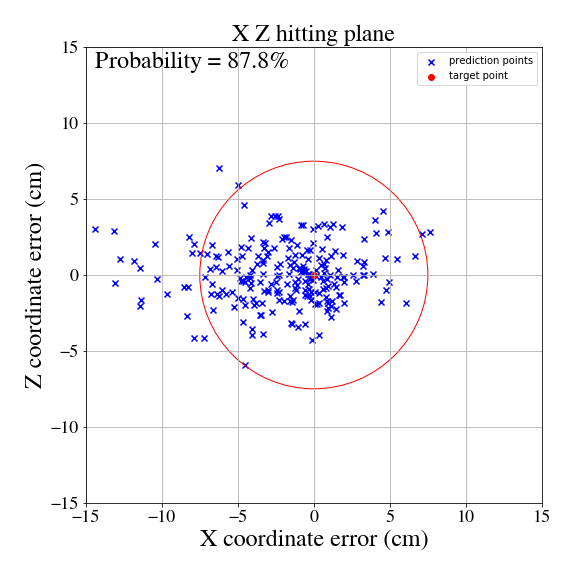 X Z hitting plane
Probability = 87.8%
prediction points
target point
15
10
5
0
−5
−10
−15
Z coordinate error (cm)
−15 −10 −5 0 5 10 15
X coordinate error (cm)